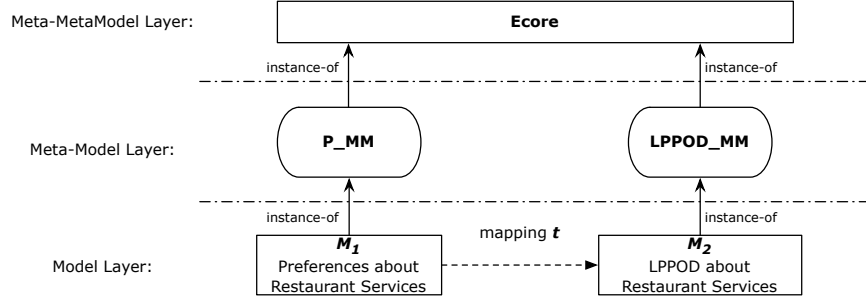 Meta-MetaModel Layer:
Ecore
instance-of
instance-of
Meta-Model Layer:
P_MM
LPPOD_MM
instance-of
instance-of
Model Layer:
M1
Preferences about
Restaurant Services
mapping t
M2
LPPOD about
Restaurant Services